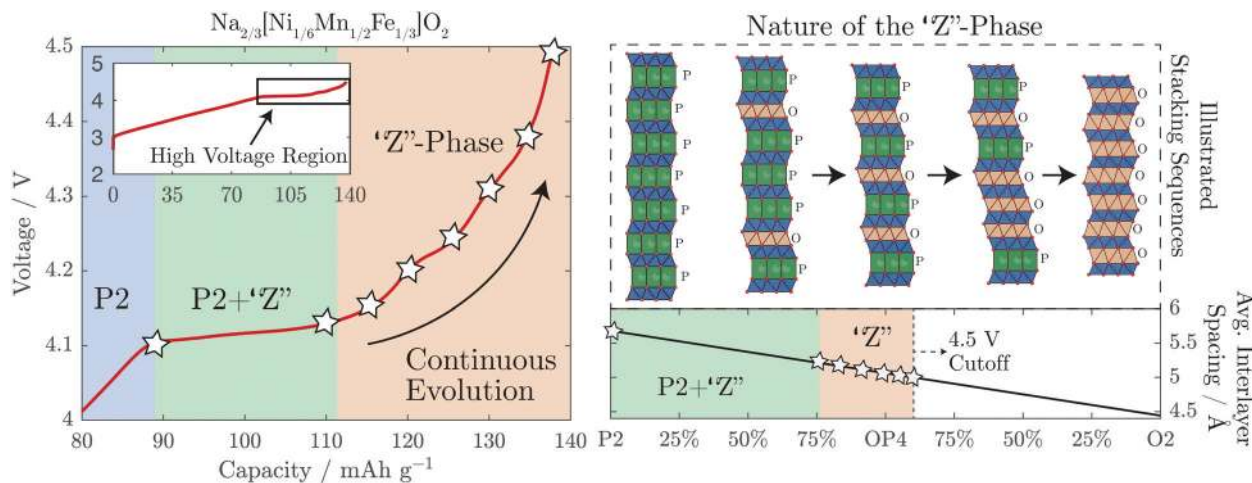 Na2/3[Ni1/6Mn1/2Fe1/3]O2
Voltage / V
4.5
4.4
4.3
4.2
4.1
4
5
4
3
2
0
35
70
105
140
High Voltage Region
"Z"-Phase
P2
P2+"Z"
Continuous
Evolution
80
90
100
110
120
130
140
Capacity / mAh g−1
Nature of the "Z"-Phase
P
P
P
P
P
P
P
O
P
P
O
P
P
O
P
O
P
O
P
P
O
P
O
O
O
P
O
O
O
O
O
O
Illustrated
Stacking Sequences
"Z"
P2+"Z"
4.5 V
Cutoff
6
5.5
5
4.5
Avg. Interlayer
Spacing / Å
P2
25%
50%
75%
OP4
75%
50%
25%
O2